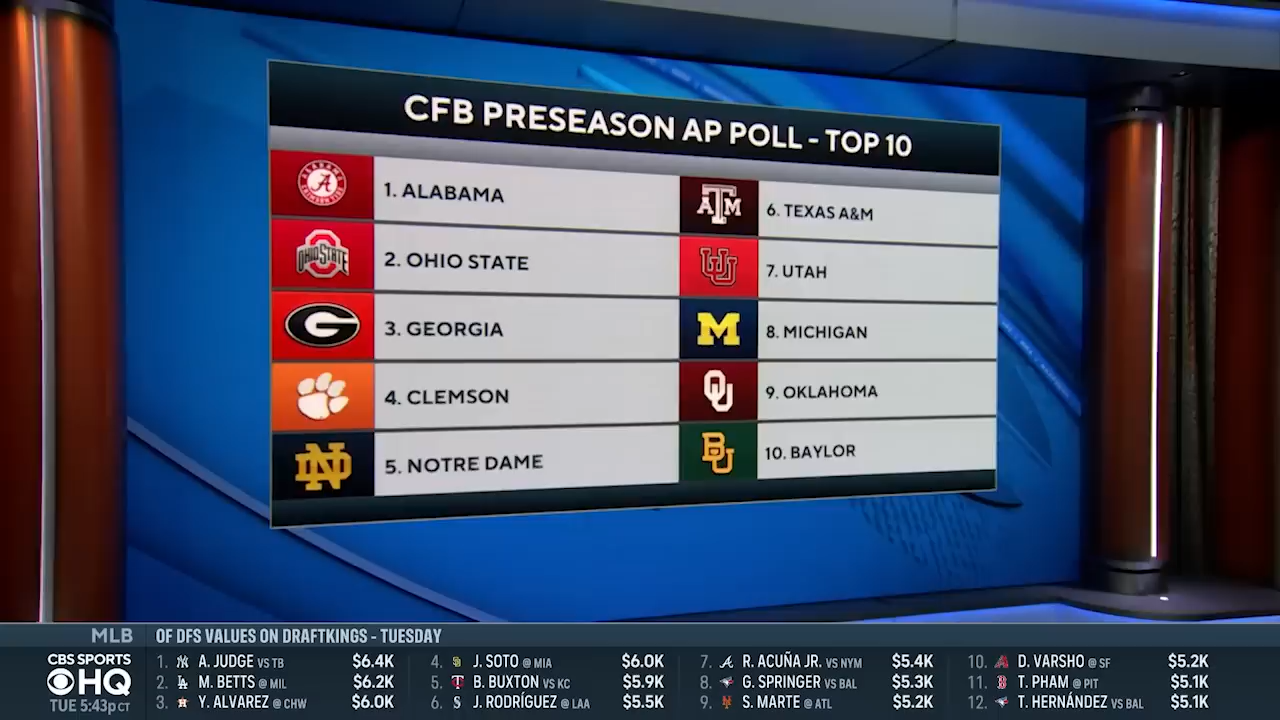 CFB PRESEASON AP POLL - TOP 10
1. ALABAMA
2. OHIO STATE
3. GEORGIA
4. CLEMSON
5. NOTRE DAME
6. TEXAS A&M
7. UTAH
8. MICHIGAN
9. OKLAHOMA
10. BAYLOR
MLB
OF DFS VALUES ON DRAFTKINGS - TUESDAY
CBS SPORTS
HQ
TUE 5:43p CT
1. A. JUDGE VS TB $6.4K
2. M. BETTS @ MIL $6.2K
3. Y. ALVAREZ @ CHW $6.0K
4. J. SOTO @ MIA $6.0K
5. B. BUXTON VS KC $5.9K
6. J. RODRÍGUEZ @ LAA $5.5K
7. R. ACUÑA JR. VS NYM $5.4K
8. G. SPRINGER VS BAL $5.3K
9. S. MARTE @ ATL $5.2K
10. D. VARSHO @ SF $5.2K
11. T. PHAM @ PIT $5.1K
12. T. HERNÁNDEZ VS BAL $5.1K